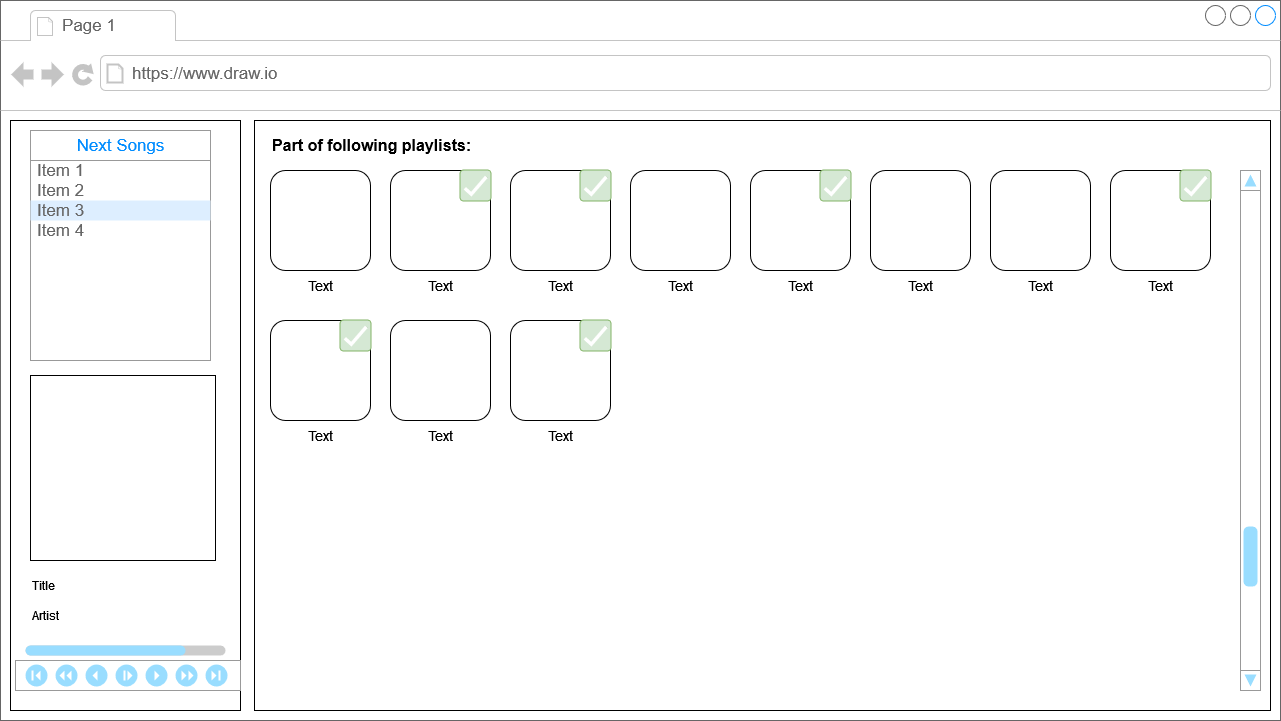 Page 1
https://www.draw.io
Next Songs
Item 1
Item 2
Item 3
Item 4
Title
Artist
Part of following playlists:
Text Text Text Text Text Text Text Text
Text Text Text